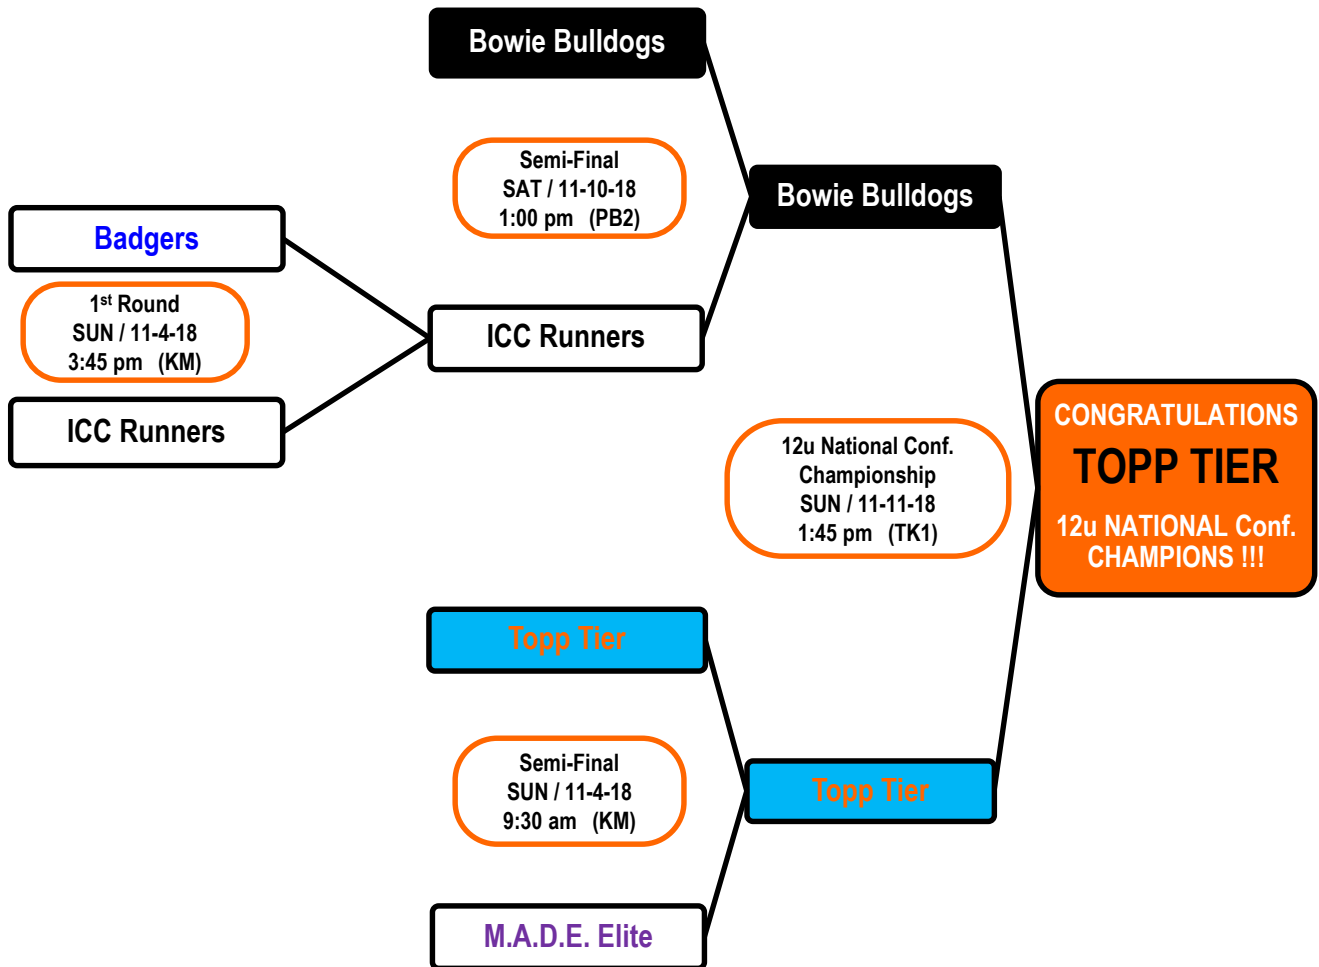 Bowie Bulldogs
Semi-Final
SAT / 11-10-18
1:00 pm (PB2)
Bowie Bulldogs
Badgers
1st Round
SUN / 11-4-18
3:45 pm (KM)
ICC Runners
ICC Runners
12u National Conf.
Championship
SUN / 11-11-18
1:45 pm (TK1)
CONGRATULATIONS
TOPP TIER
12u NATIONAL Conf.
CHAMPIONS !!!
Topp Tier
Semi-Final
SUN / 11-4-18
9:30 am (KM)
Topp Tier
M.A.D.E. Elite